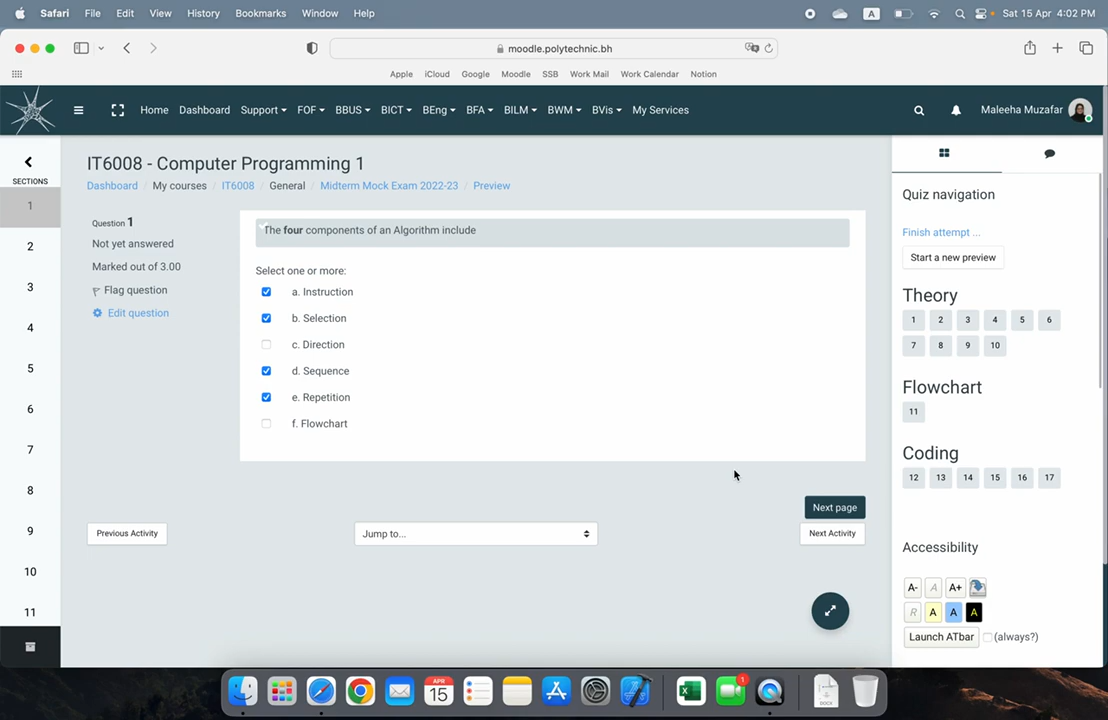 Safari File Edit View History Bookmarks Window Help
A
Sat 15 Apr 4:02 PM
moodle.polytechnic.bh
Apple iCloud Google Moodle SSB Work Mail Work Calendar Notion
Home Dashboard Support FOF BBUS BICT BEng BFA BILM BWM BVis My Services
Maleeha Muzafar
SECTIONS
1
2
3
4
5
6
7
8
9
10
11
IT6008 - Computer Programming 1
Dashboard / My courses / IT6008 / General / Midterm Mock Exam 2022-23 / Preview
Question 1
Not yet answered
Marked out of 3.00
Flag question
Edit question
The four components of an Algorithm include
Select one or more:
a. Instruction
b. Selection
c. Direction
d. Sequence
e. Repetition
f. Flowchart
Next page
Previous Activity
Jump to...
Next Activity
Quiz navigation
Finish attempt ...
Start a new preview
Theory
1 2 3 4 5 6
7 8 9 10
Flowchart
11
Coding
12 13 14 15 16 17
Accessibility
A- A A+
R A A A
Launch ATbar (always?)
APR
15
1
DOCX